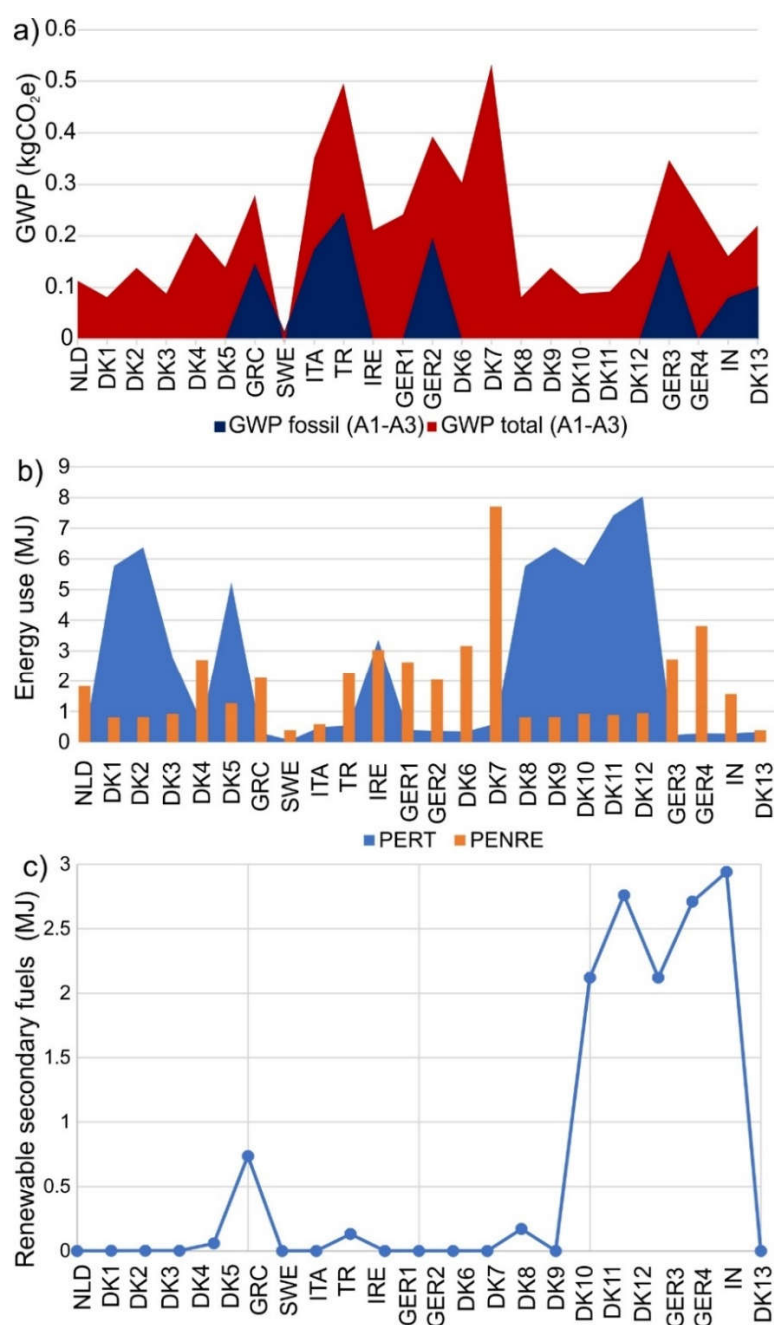 a)
GWP (kgCO₂e)
0.6
0.5
0.4
0.3
0.2
0.1
0
NLD
DK1
DK2
DK3
DK4
DK5
GRC
SWE
ITA
TR
IRE
GER1
GER2
DK6
DK7
DK8
DK9
DK10
DK11
DK12
GER3
GER4
IN
DK13
GWP fossil (A1-A3) GWP total (A1-A3)
b)
Energy use (MJ)
9
8
7
6
5
4
3
2
1
0
NLD
DK1
DK2
DK3
DK4
DK5
GRC
SWE
ITA
TR
IRE
GER1
GER2
DK6
DK7
DK8
DK9
DK10
DK11
DK12
GER3
GER4
IN
DK13
PERT PENRE
c)
Renewable secondary fuels (MJ)
3
2.5
2
1.5
1
0.5
0
NLD
DK1
DK2
DK3
DK4
DK5
GRC
SWE
ITA
TR
IRE
GER1
GER2
DK6
DK7
DK8
DK9
DK10
DK11
DK12
GER3
GER4
IN
DK13